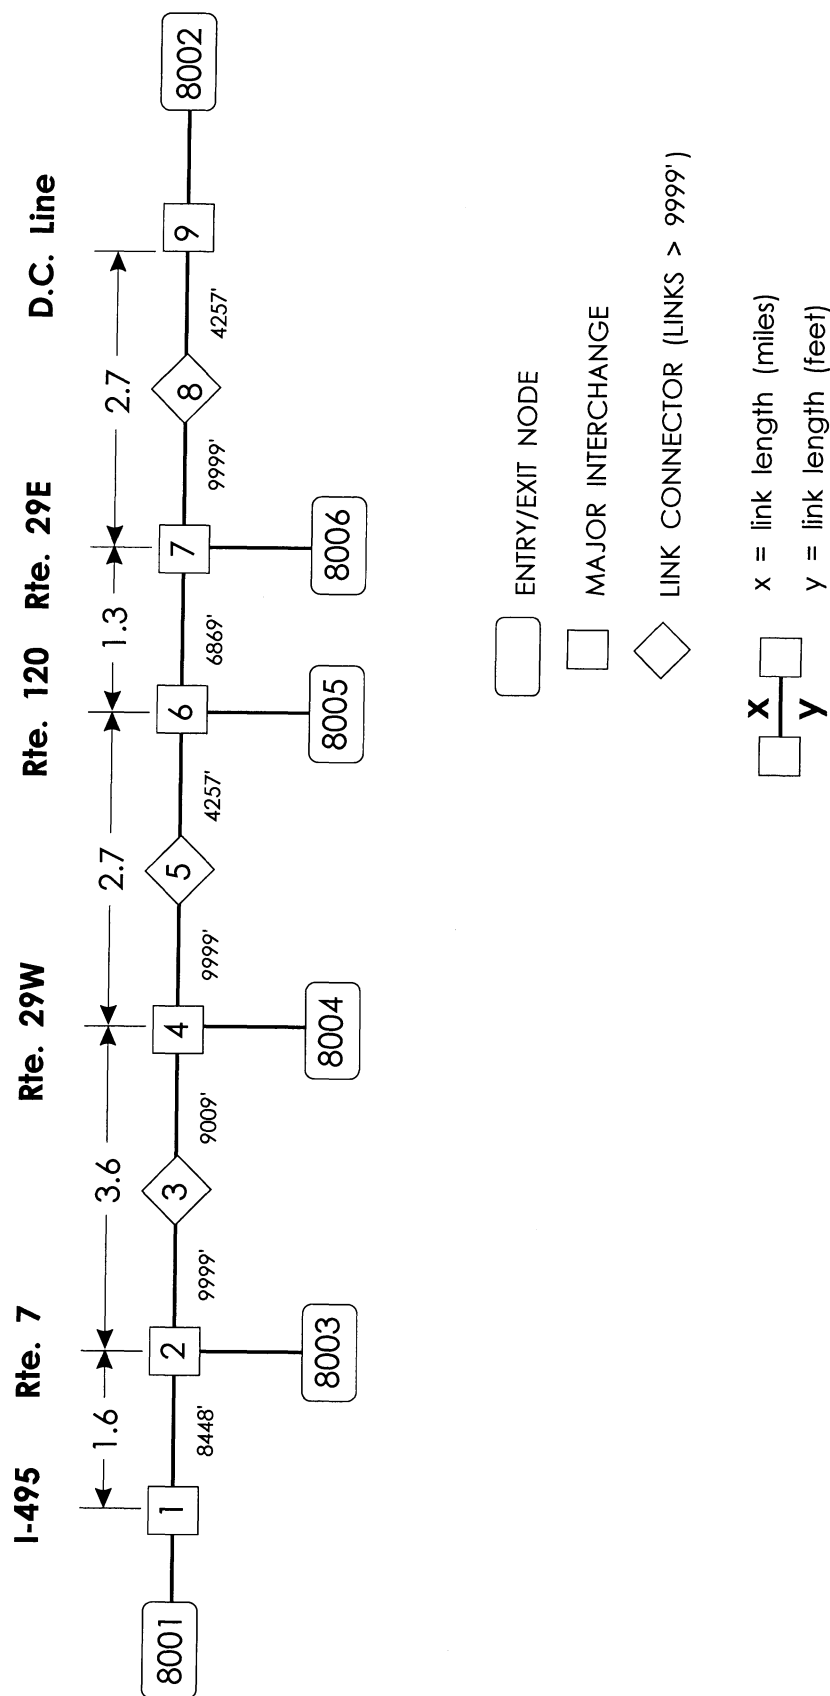 I-495
Rte. 7
Rte. 29W
Rte. 120
Rte. 29E
D.C. Line
1.6
3.6
2.7
1.3
2.7
8001
1
2
3
4
5
6
7
8
9
8002
8448'
9999'
9009'
9999'
4257'
6869'
9999'
4257'
8003
8004
8005
8006
ENTRY/EXIT NODE
MAJOR INTERCHANGE
LINK CONNECTOR (LINKS > 9999')
x
y
x = link length (miles)
y = link length (feet)